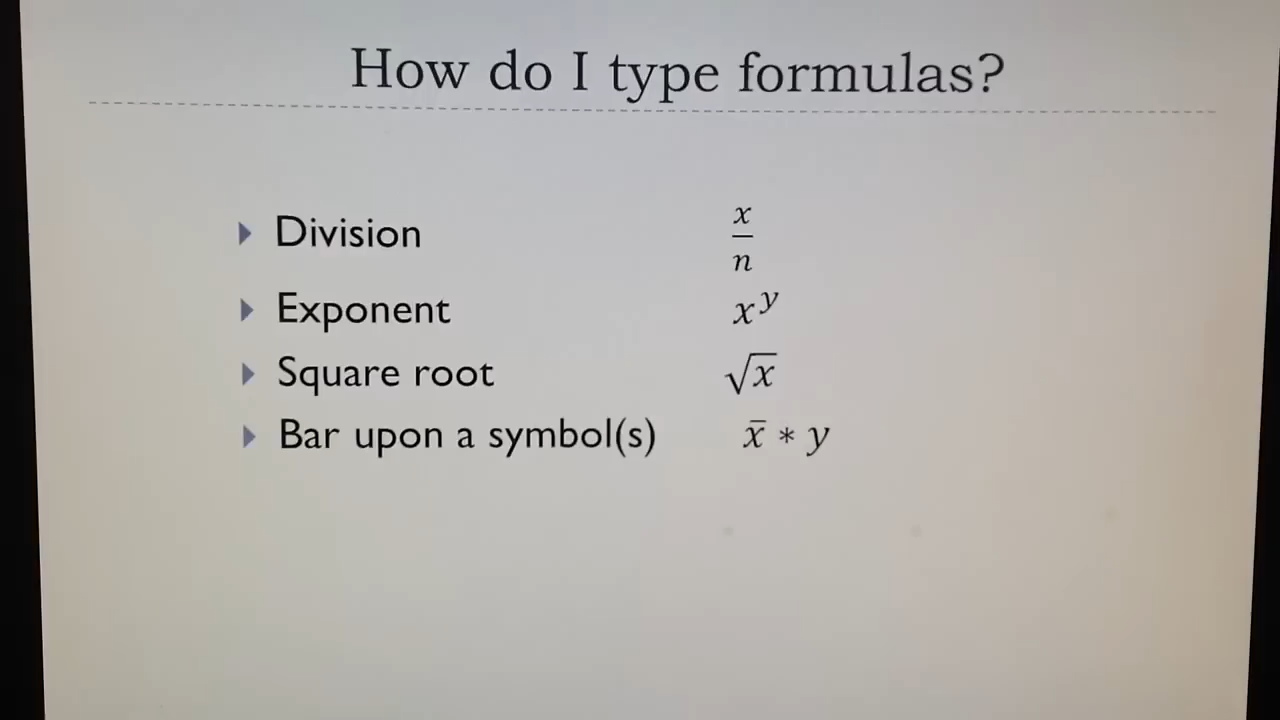 How do I type formulas?
Division x/n
Exponent x^y
Square root √x
Bar upon a symbol(s) x̄ * y